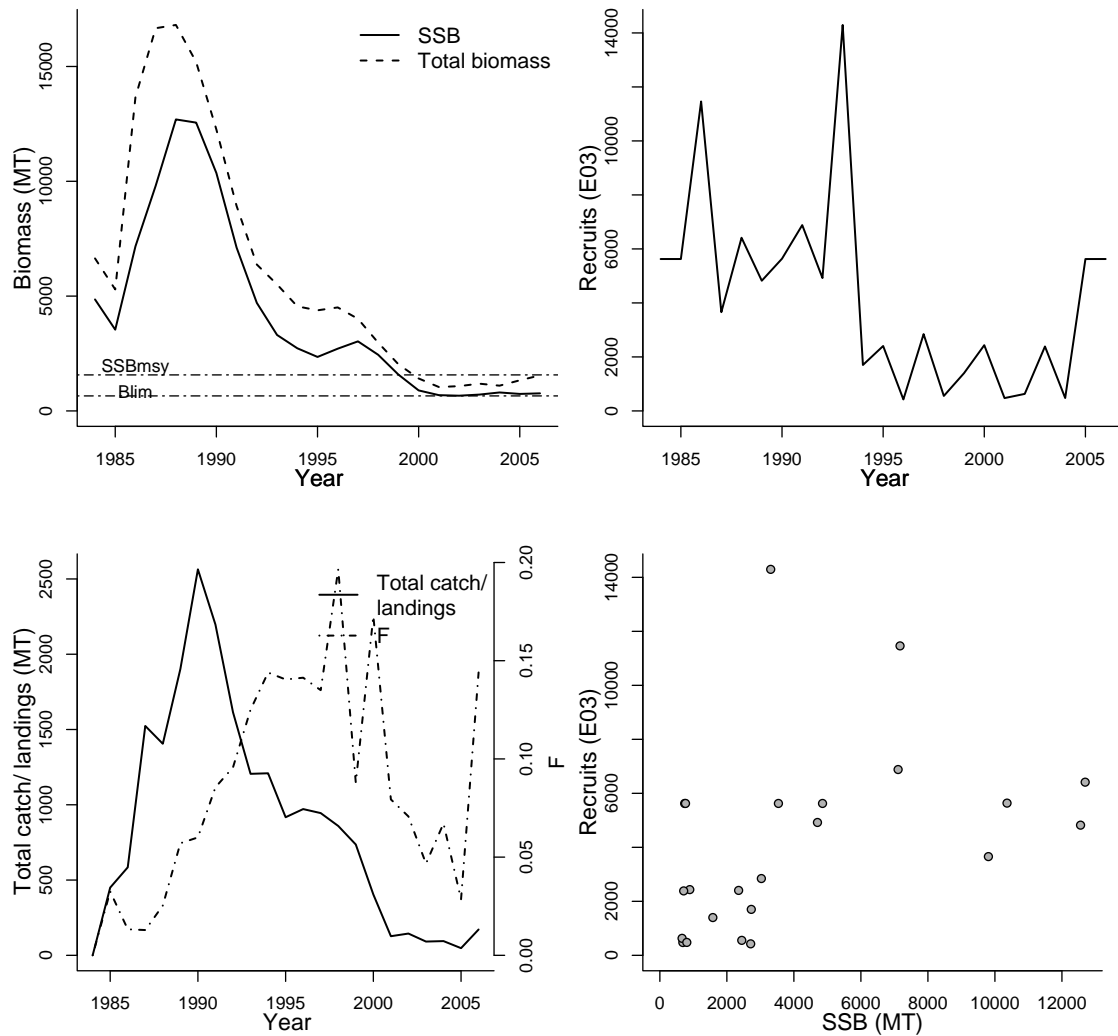 SSB
Total biomass
Biomass (MT)
15000
10000
5000
0
SSBmsy
Blim
1985 1990 1995 2000 2005
Year
Recruits (E03)
14000
10000
6000
2000
0
1985 1990 1995 2000 2005
Year
Total catch/ landings (MT)
2500
2000
1500
1000
500
0
Total catch/
landings
F
0.20
0.15
0.10
0.05
0.00
F
1985 1990 1995 2000 2005
Year
Recruits (E03)
14000
10000
6000
2000
0
0 2000 4000 6000 8000 10000 12000
SSB (MT)